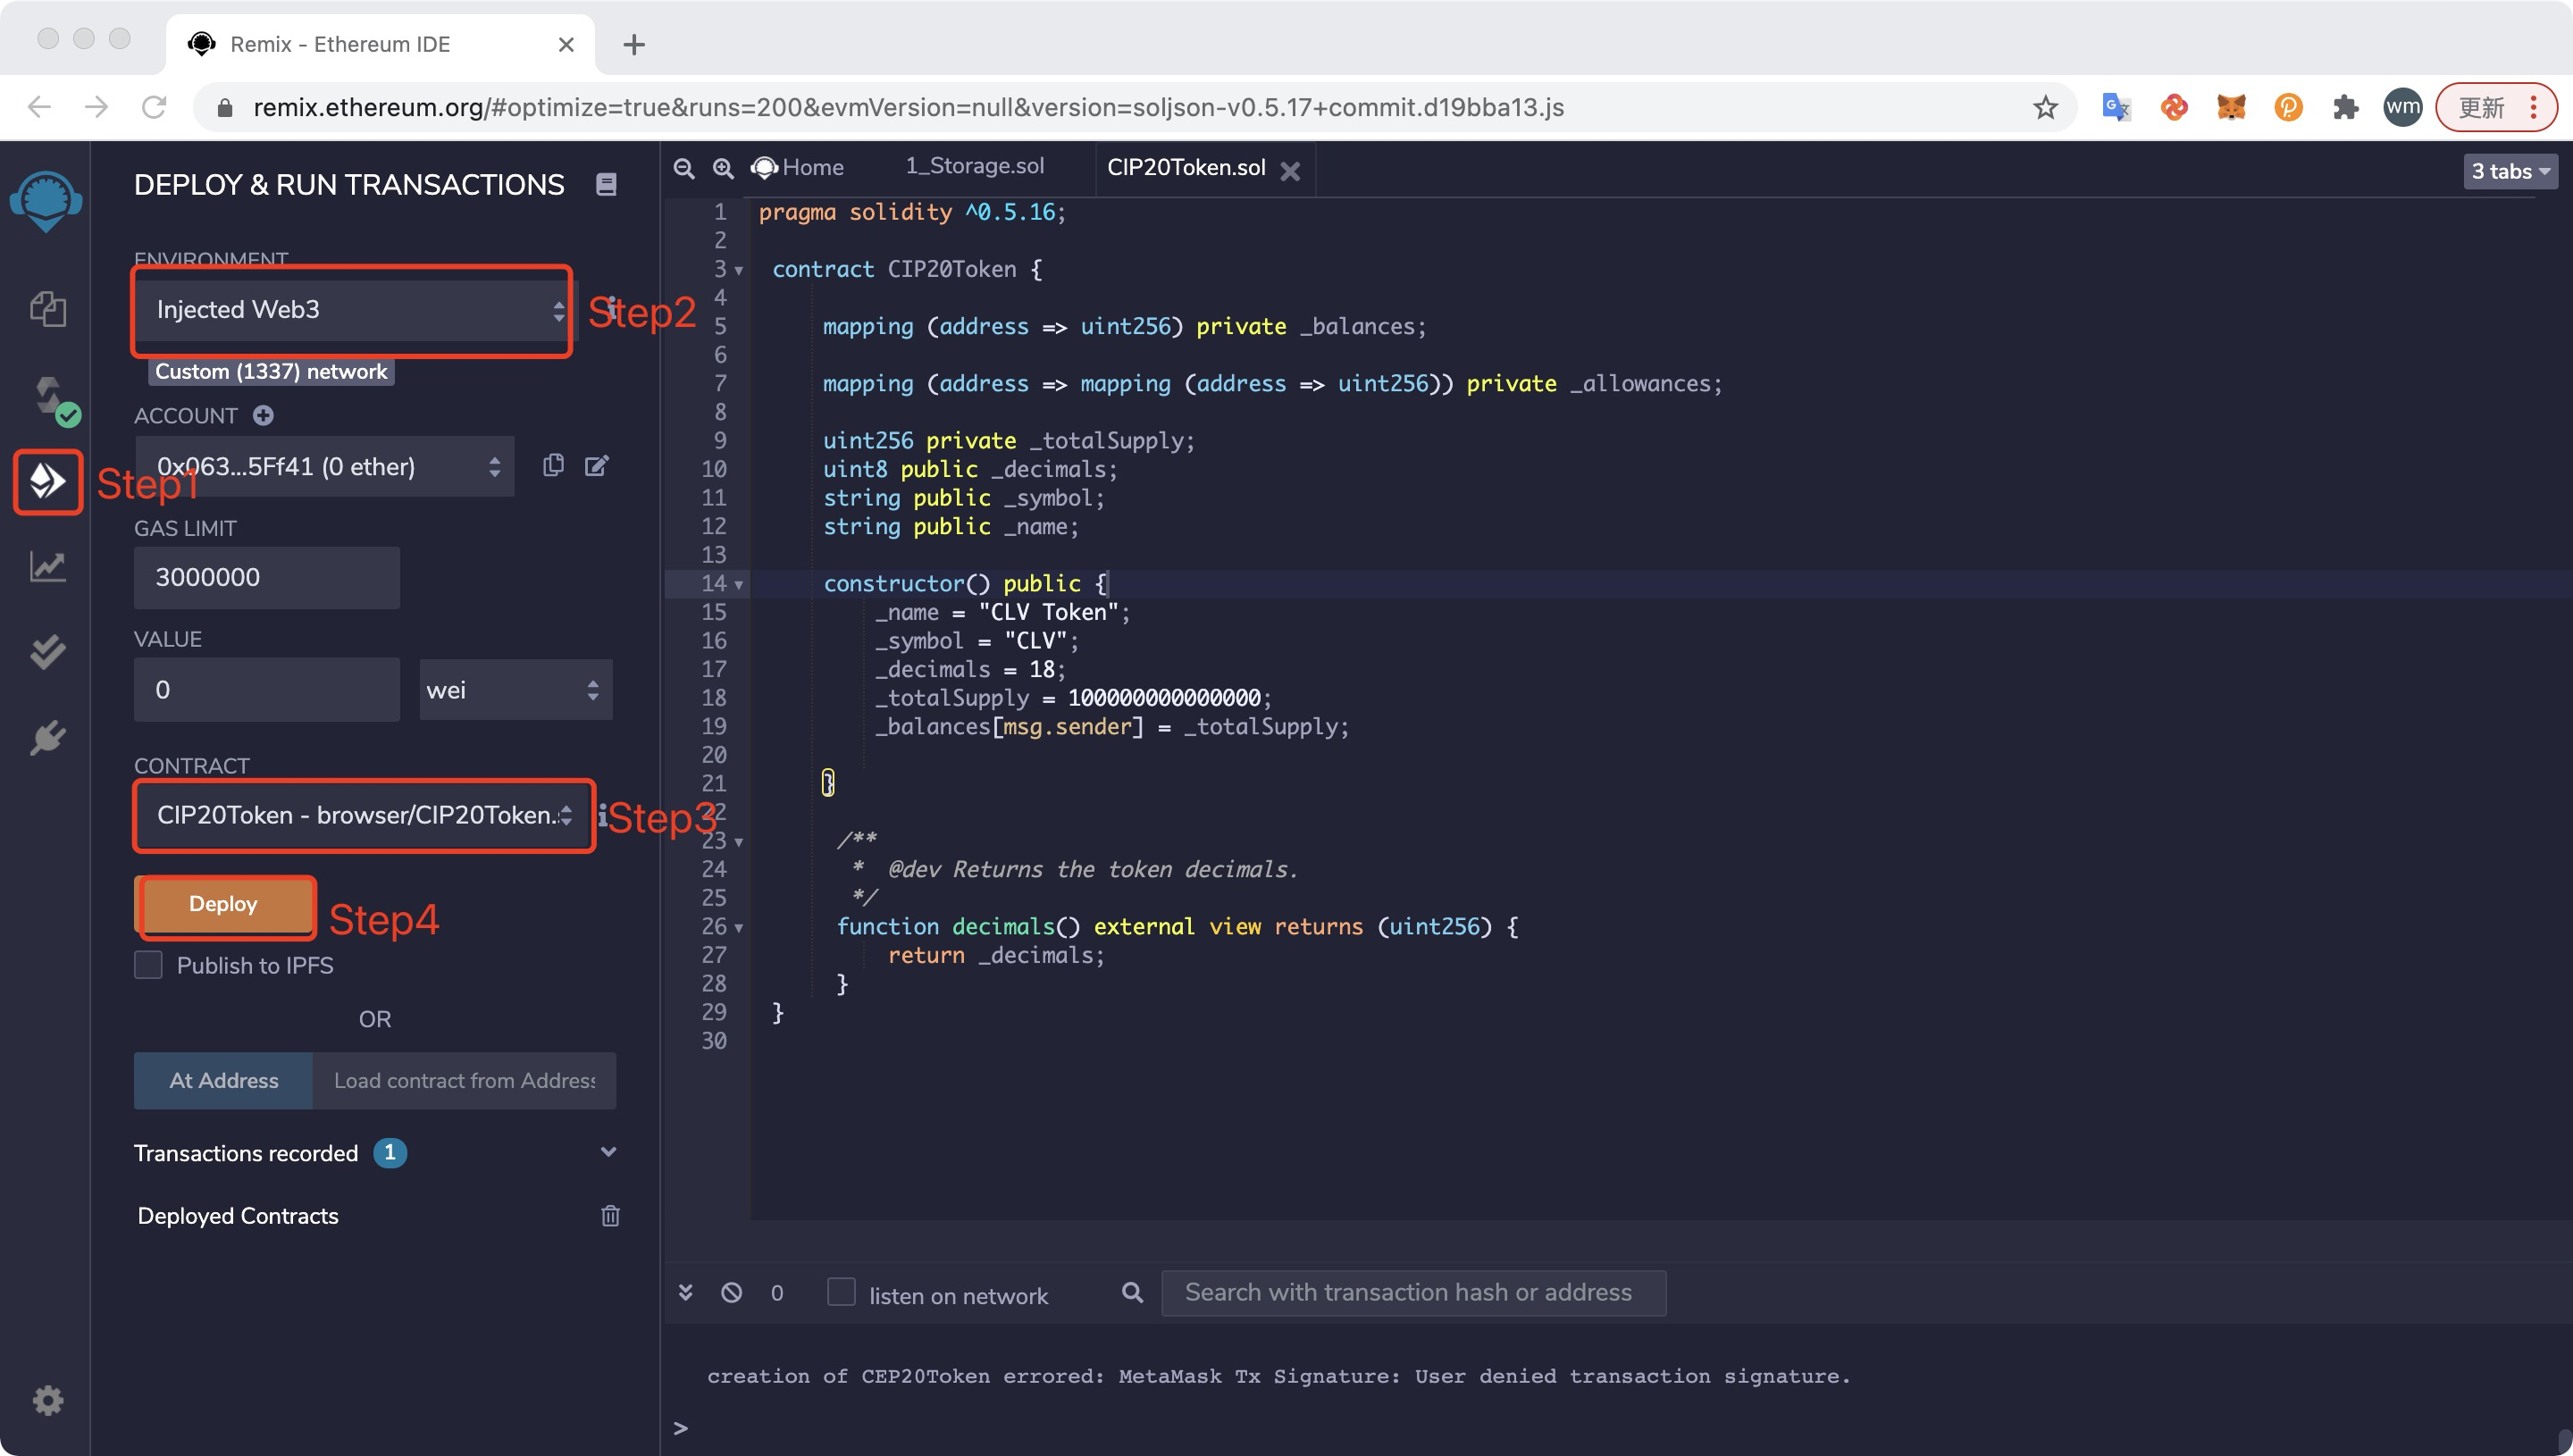 Remix - Ethereum IDE
remix.ethereum.org/#optimize=true&runs=200&evmVersion=null&version=soljson-v0.5.17+commit.d19bba13.js
wm
更新
DEPLOY & RUN TRANSACTIONS
ENVIRONMENT
Injected Web3
Step2
Custom (1337) network
ACCOUNT
0x063...5Ff41 (0 ether)
Step1
GAS LIMIT
3000000
VALUE
0
wei
CONTRACT
CIP20Token - browser/CIP20Token.
Step3
Deploy
Step4
Publish to IPFS
OR
At Address
Load contract from Address
Transactions recorded 1
Deployed Contracts
Home
1_Storage.sol
CIP20Token.sol
3 tabs
1 pragma solidity ^0.5.16;
2
3 contract CIP20Token {
4
5 mapping (address => uint256) private _balances;
6
7 mapping (address => mapping (address => uint256)) private _allowances;
8
9 uint256 private _totalSupply;
10 uint8 public _decimals;
11 string public _symbol;
12 string public _name;
13
14 constructor() public {
15 _name = "CLV Token";
16 _symbol = "CLV";
17 _decimals = 18;
18 _totalSupply = 100000000000000;
19 _balances[msg.sender] = _totalSupply;
20
21 }
22
23 /**
24 * @dev Returns the token decimals.
25 */
26 function decimals() external view returns (uint256) {
27 return _decimals;
28 }
29 }
30
0
listen on network
Search with transaction hash or address
creation of CEP20Token errored: MetaMask Tx Signature: User denied transaction signature.
>